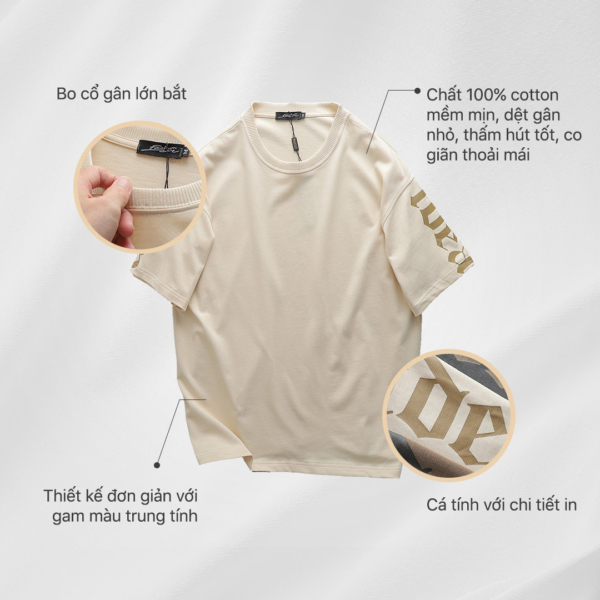 Bo cổ gân lớn bắt
Chất 100% cotton
mềm mịn, dệt gân
nhỏ, thấm hút tốt, co
giãn thoải mái
de
Thiết kế đơn giản với
gam màu trung tính
Cá tính với chi tiết in